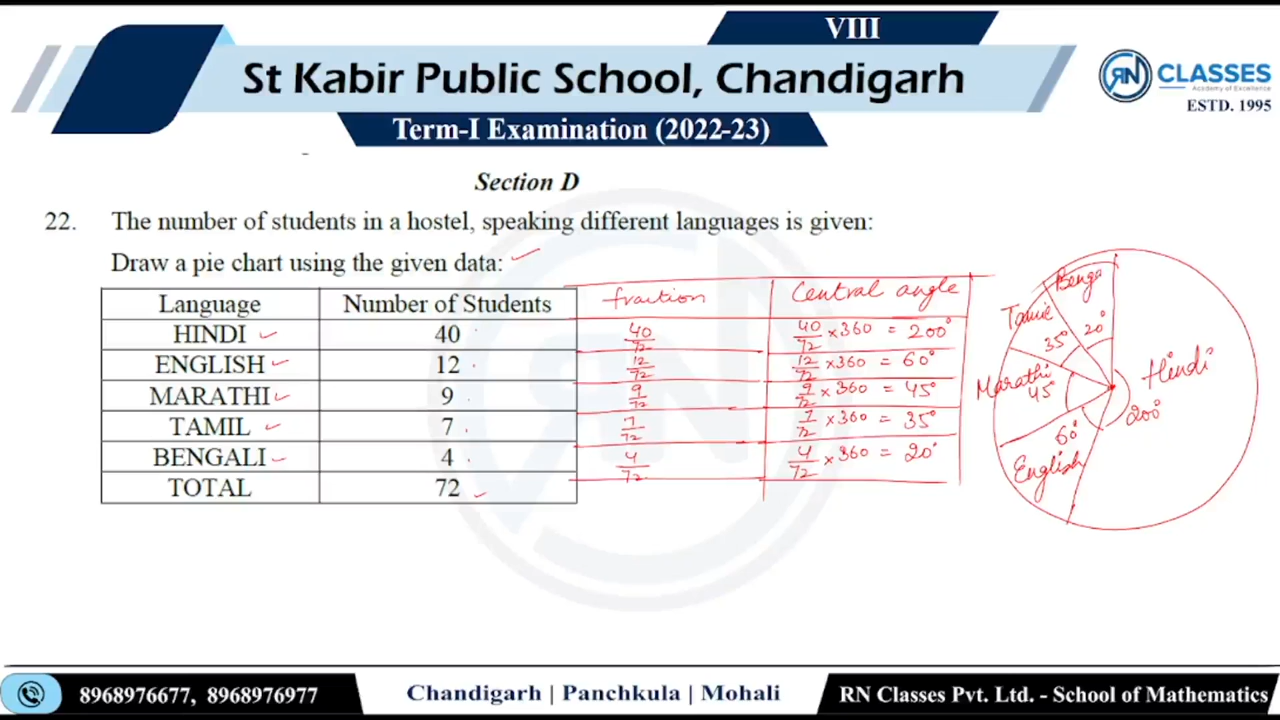 VIII
St Kabir Public School, Chandigarh
RN CLASSES
Academy of Excellence
ESTD. 1995
Term-I Examination (2022-23)
Section D
22. The number of students in a hostel, speaking different languages is given:
Draw a pie chart using the given data:
Language Number of Students fraction Central angle
HINDI 40 40/72 40/72 × 360 = 200°
ENGLISH 12 12/72 12/72 × 360 = 60°
MARATHI 9 9/72 9/72 × 360 = 45°
TAMIL 7 7/72 7/72 × 360 = 35°
BENGALI 4 4/72 4/72 × 360 = 20°
TOTAL 72
Benga
Tamil
35° 20°
Hindi
Marathi
45°
200°
60°
English
8968976677, 8968976977
Chandigarh | Panchkula | Mohali
RN Classes Pvt. Ltd. - School of Mathematics